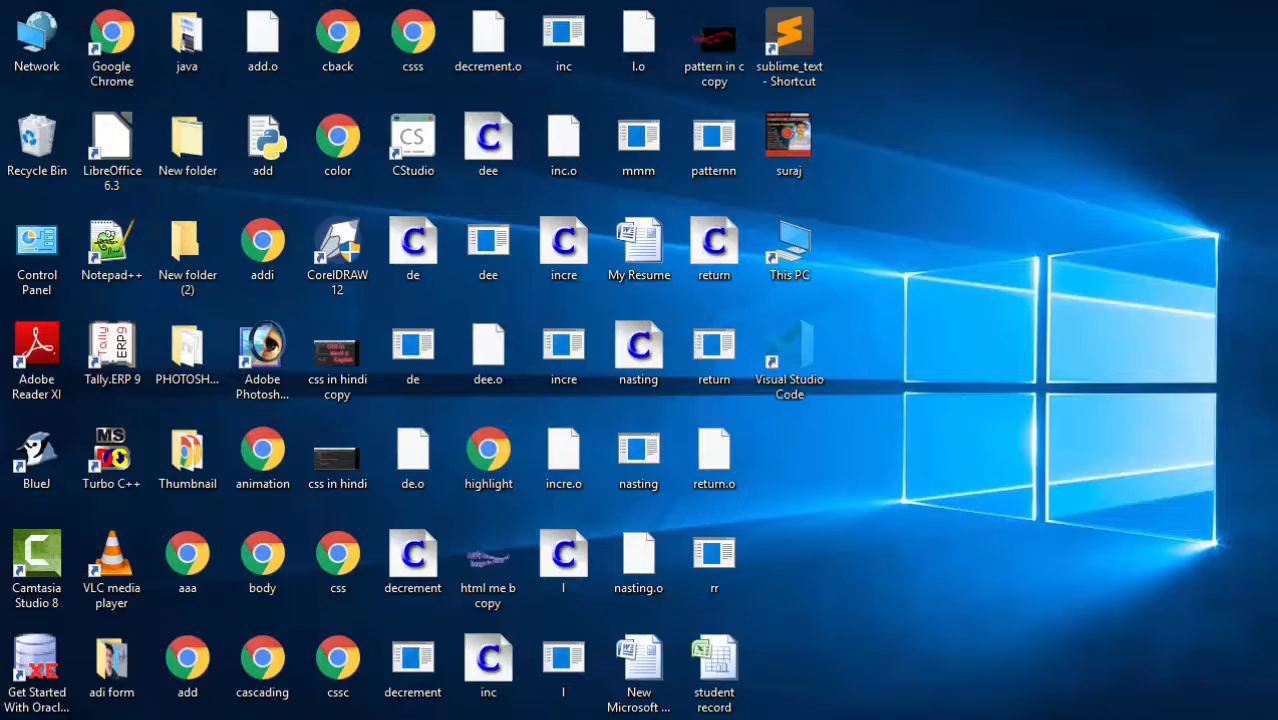 Network
Google
Chrome
java
add.o
cback
csss
decrement.o
inc
l.o
pattern in c
copy
sublime_text
- Shortcut
Recycle Bin
LibreOffice
6.3
New folder
add
color
CS
CStudio
dee
inc.o
mmm
patternn
suraj
Control
Panel
Notepad++
New folder
(2)
addi
CorelDRAW
12
de
dee
incre
My Resume
return
This PC
Adobe
Reader XI
Tally
ERP9
Tally.ERP 9
PHOTOSH...
Adobe
Photosh...
css in hindi
copy
de
dee.o
incre
nasting
return
Visual Studio
Code
BlueJ
MS
Turbo C++
Thumbnail
animation
css in hindi
de.o
highlight
incre.o
nasting
return.o
Camtasia
Studio 8
VLC media
player
aaa
body
css
decrement
html me b
copy
l
nasting.o
rr
XE
Get Started
With Oracl...
adi form
add
cascading
cssc
decrement
inc
l
New
Microsoft ...
student
record